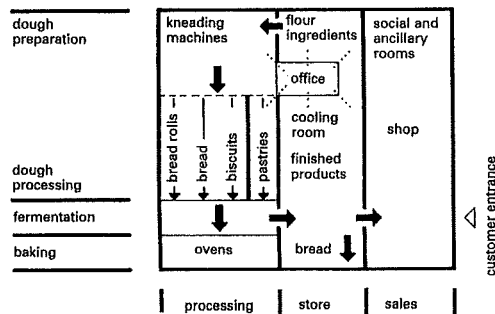 dough
preparation
kneading
machines
flour
ingredients
social and
ancillary
rooms
office
bread rolls
bread
biscuits
pastries
cooling
room
finished
products
shop
dough
processing
fermentation
baking
ovens
bread
customer entrance
processing
store
sales